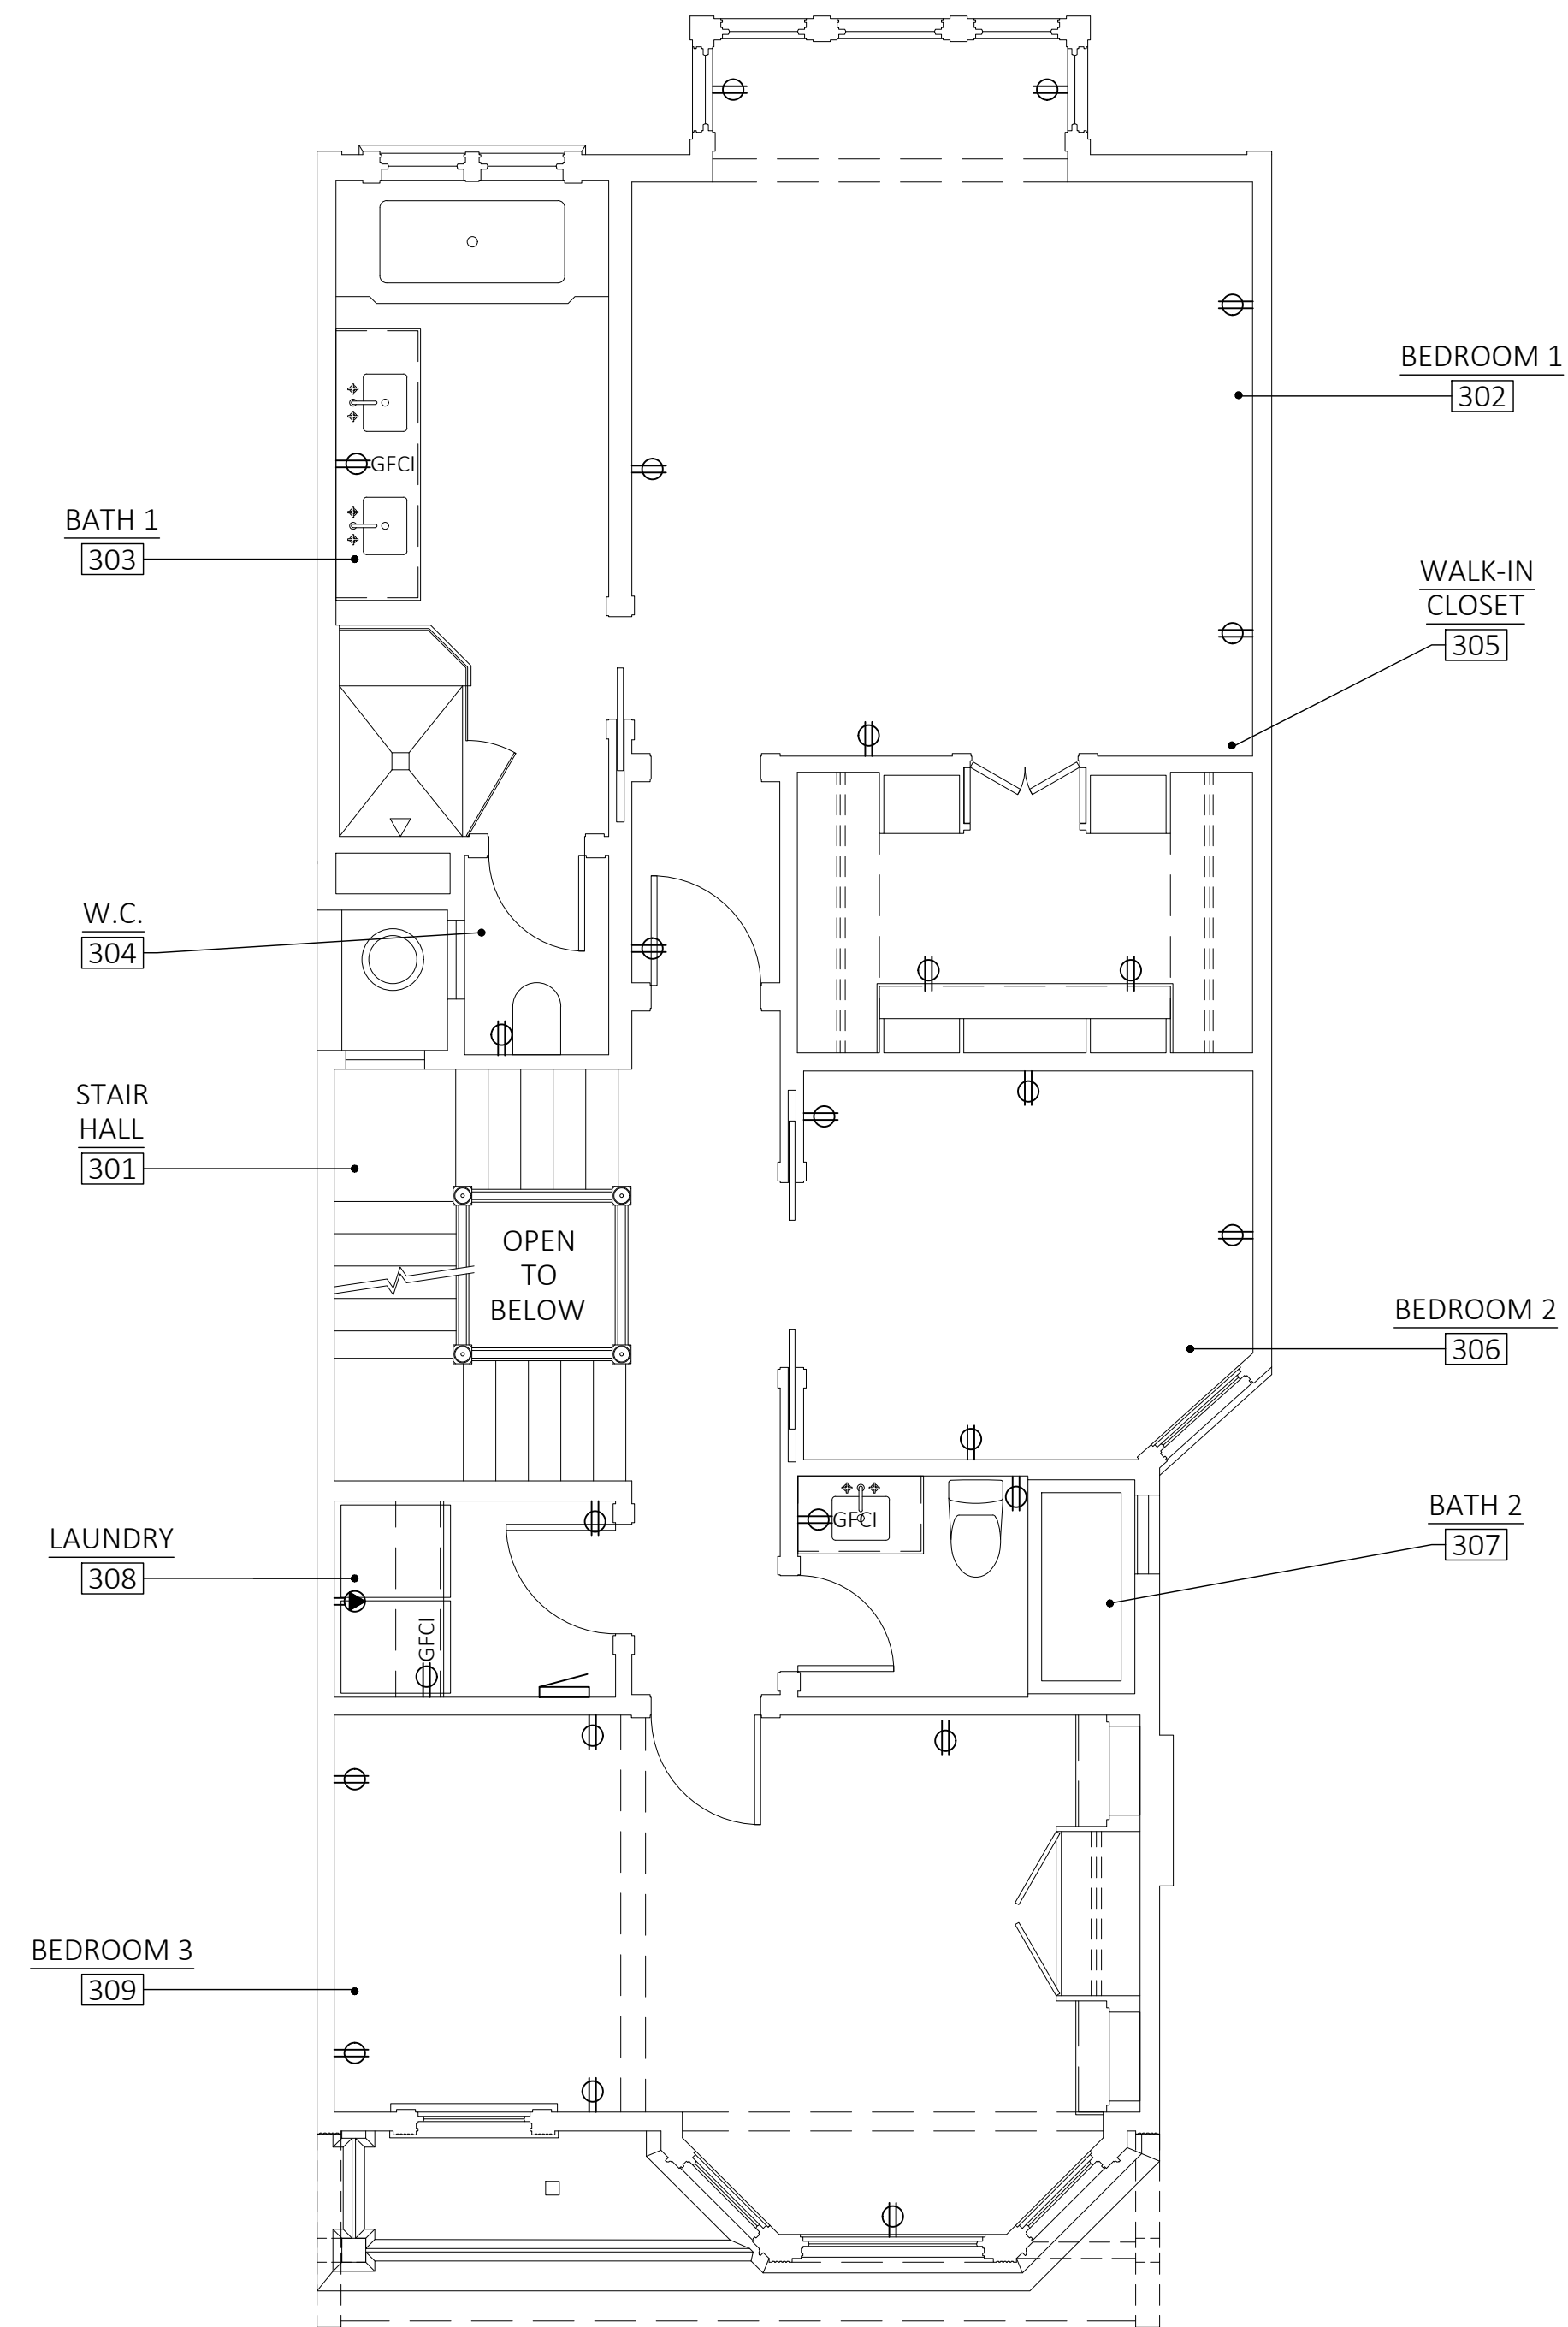 BEDROOM 1
302
GFCI
BATH 1
303
WALK-IN
CLOSET
305
W.C.
304
STAIR
HALL
301
OPEN
TO
BELOW
BEDROOM 2
306
BATH 2
307
GFCI
LAUNDRY
308
GFCI
BEDROOM 3
309